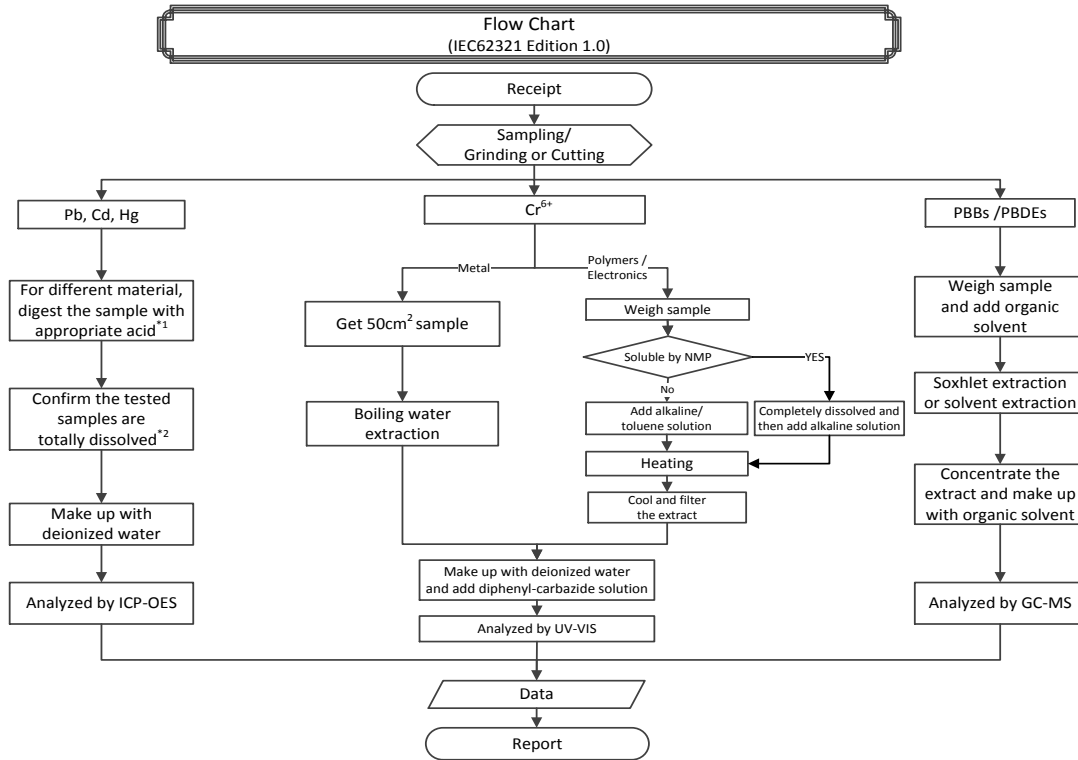 Flow Chart
(IEC62321 Edition 1.0)
Receipt
Sampling/
Grinding or Cutting
Pb, Cd, Hg
For different material,
digest the sample with
appropriate acid*1
Confirm the tested
samples are
totally dissolved*2
Make up with
deionized water
Analyzed by ICP-OES
Cr6+
Metal
Get 50cm2 sample
Boiling water
extraction
Polymers /
Electronics
Weigh sample
Soluble by NMP
YES
No
Add alkaline/
toluene solution
Completely dissolved and
then add alkaline solution
Heating
Cool and filter
the extract
Make up with deionized water
and add diphenyl-carbazide solution
Analyzed by UV-VIS
PBBs /PBDEs
Weigh sample
and add organic
solvent
Soxhlet extraction
or solvent extraction
Concentrate the
extract and make up
with organic solvent
Analyzed by GC-MS
Data
Report